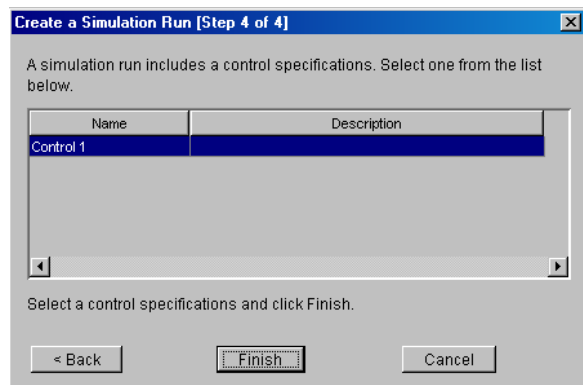 Create a Simulation Run [Step 4 of 4]
A simulation run includes a control specifications. Select one from the list
below.
Name Description
Control 1
Select a control specifications and click Finish.
< Back Finish Cancel